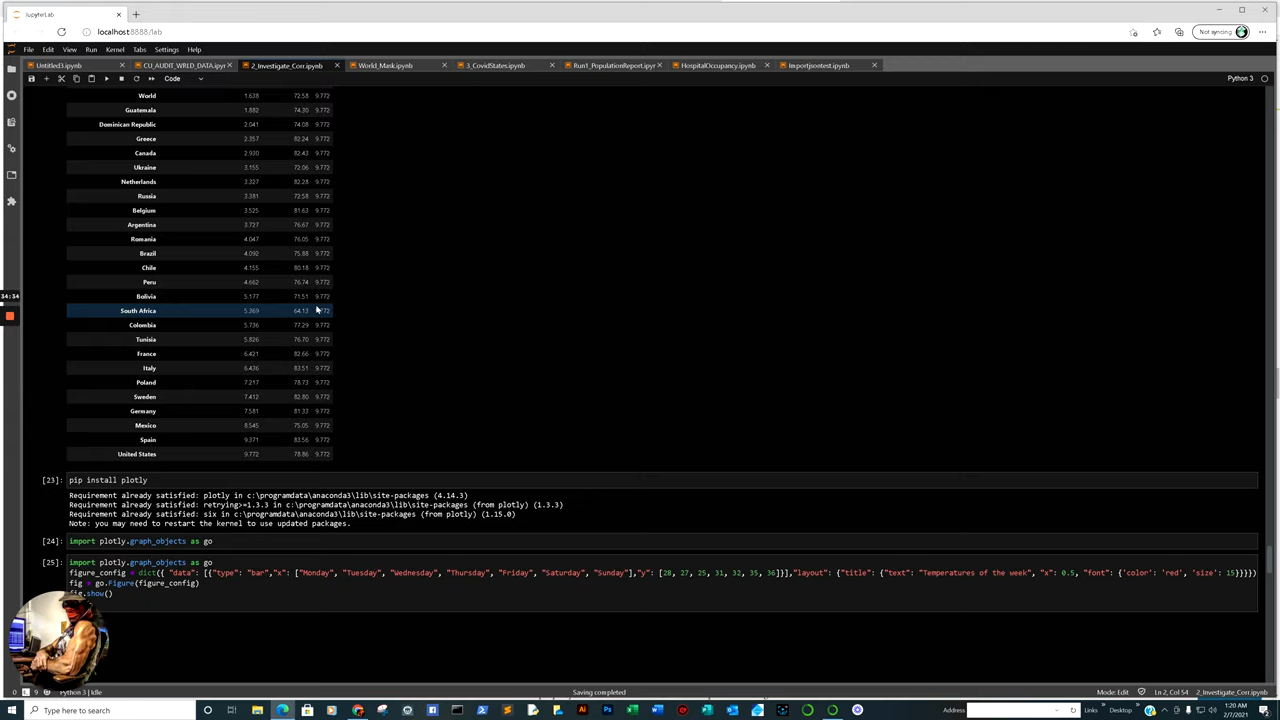 JupyterLab
localhost:8888/lab
Not syncing
File Edit View Run Kernel Tabs Settings Help
Untitled3.ipynb
CU_AUDIT_WRLD_DATA.ipyr
2_Investigate_Corr.ipynb
World_Mask.ipynb
3_CovidStates.ipynb
Run1_PopulationReport.ipynb
HospitalOccupancy.ipynb
Importjsontest.ipynb
Code
Python 3
World 1.638 72.58 9.772
Guatemala 1.882 74.30 9.772
Dominican Republic 2.041 74.08 9.772
Greece 2.357 82.24 9.772
Canada 2.930 82.43 9.772
Ukraine 3.155 72.06 9.772
Netherlands 3.327 82.28 9.772
Russia 3.381 72.58 9.772
Belgium 3.525 81.63 9.772
Argentina 3.727 76.67 9.772
Romania 4.047 76.05 9.772
Brazil 4.092 75.88 9.772
Chile 4.155 80.18 9.772
Peru 4.662 76.74 9.772
Bolivia 5.177 71.51 9.772
South Africa 5.369 64.13 9.772
Colombia 5.736 77.29 9.772
Tunisia 5.826 76.70 9.772
France 6.421 82.66 9.772
Italy 6.436 83.51 9.772
Poland 7.217 78.73 9.772
Sweden 7.412 82.80 9.772
Germany 7.581 81.33 9.772
Mexico 8.545 75.05 9.772
Spain 9.371 83.56 9.772
United States 9.772 78.86 9.772
34:34
[23]: pip install plotly
Requirement already satisfied: plotly in c:\programdata\anaconda3\lib\site-packages (4.14.3)
Requirement already satisfied: retrying>=1.3.3 in c:\programdata\anaconda3\lib\site-packages (from plotly) (1.3.3)
Requirement already satisfied: six in c:\programdata\anaconda3\lib\site-packages (from plotly) (1.15.0)
Note: you may need to restart the kernel to use updated packages.
[24]: import plotly.graph_objects as go
[25]: import plotly.graph_objects as go
figure_config = dict({ "data": [{"type": "bar","x": ["Monday", "Tuesday", "Wednesday", "Thursday", "Friday", "Saturday", "Sunday"],"y": [28, 27, 25, 31, 32, 35, 36]}],"layout": {"title": {"text": "Temperatures of the week", "x": 0.5, "font": {'color': 'red', 'size': 15}}}})
fig = go.Figure(figure_config)
fig.show()
0 9 Python 3 | Idle
Saving completed
Mode: Edit
Ln 2, Col 54
2_Investigate_Corr.ipynb
Type here to search
Address
Links
Desktop
1:20 AM
2/7/2021